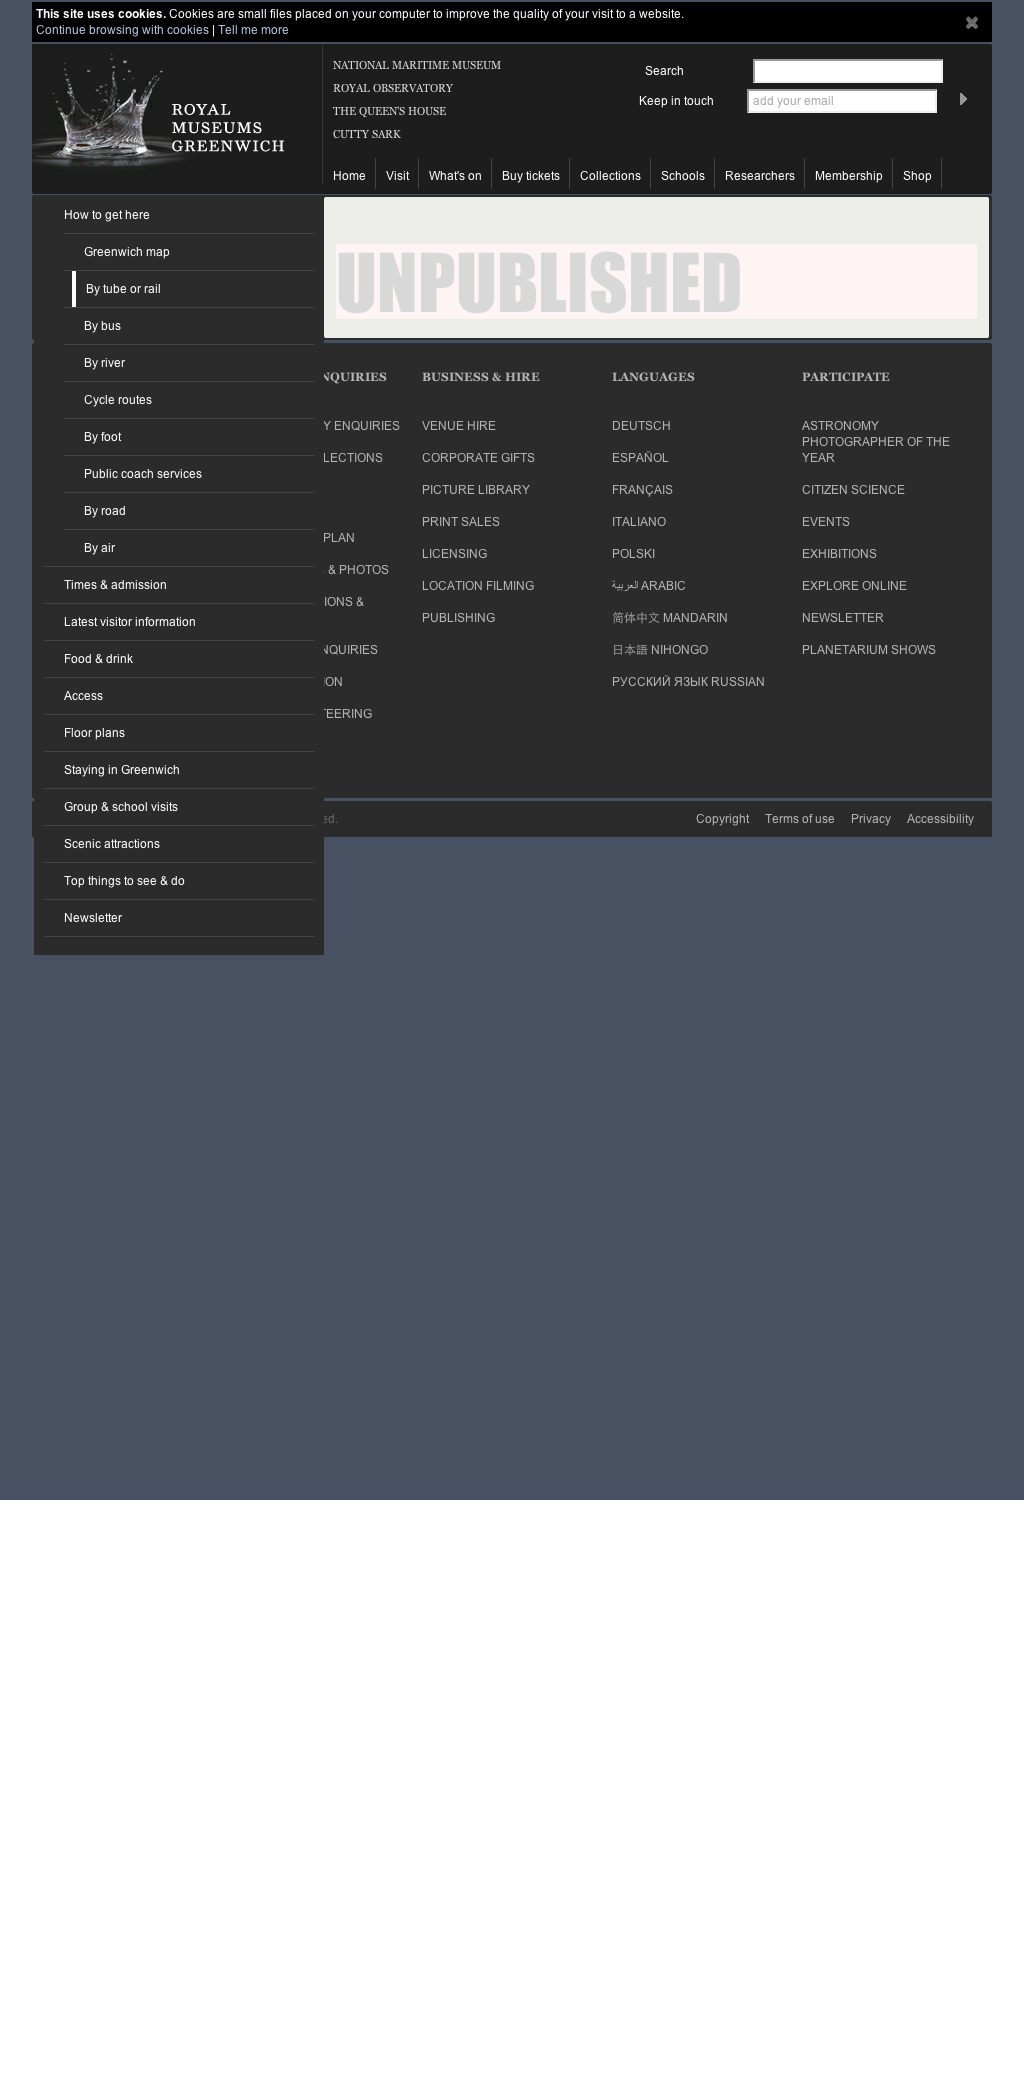 This site uses cookies. Cookies are small files placed on your computer to improve the quality of your visit to a website.
Continue browsing with cookies | Tell me more
ROYAL
MUSEUMS
GREENWICH
NATIONAL MARITIME MUSEUM
ROYAL OBSERVATORY
THE QUEEN'S HOUSE
CUTTY SARK
Search
Keep in touch add your email
Home Visit What's on Buy tickets Collections Schools Researchers Membership Shop
How to get here
Greenwich map
By tube or rail
By bus
By river
Cycle routes
By foot
Public coach services
By road
By air
Times & admission
Latest visitor information
Food & drink
Access
Floor plans
Staying in Greenwich
Group & school visits
Scenic attractions
Top things to see & do
Newsletter
UNPUBLISHED
ENQUIRIES
PLAN
& PHOTOS
BUSINESS & HIRE
VENUE HIRE
CORPORATE GIFTS
PICTURE LIBRARY
PRINT SALES
LICENSING
LOCATION FILMING
PUBLISHING
LANGUAGES
DEUTSCH
ESPAÑOL
FRANÇAIS
ITALIANO
POLSKI
العربية ARABIC
简体中文 MANDARIN
日本語 NIHONGO
РУССКИЙ ЯЗЫК RUSSIAN
PARTICIPATE
ASTRONOMY
PHOTOGRAPHER OF THE
YEAR
CITIZEN SCIENCE
EVENTS
EXHIBITIONS
EXPLORE ONLINE
NEWSLETTER
PLANETARIUM SHOWS
Copyright Terms of use Privacy Accessibility